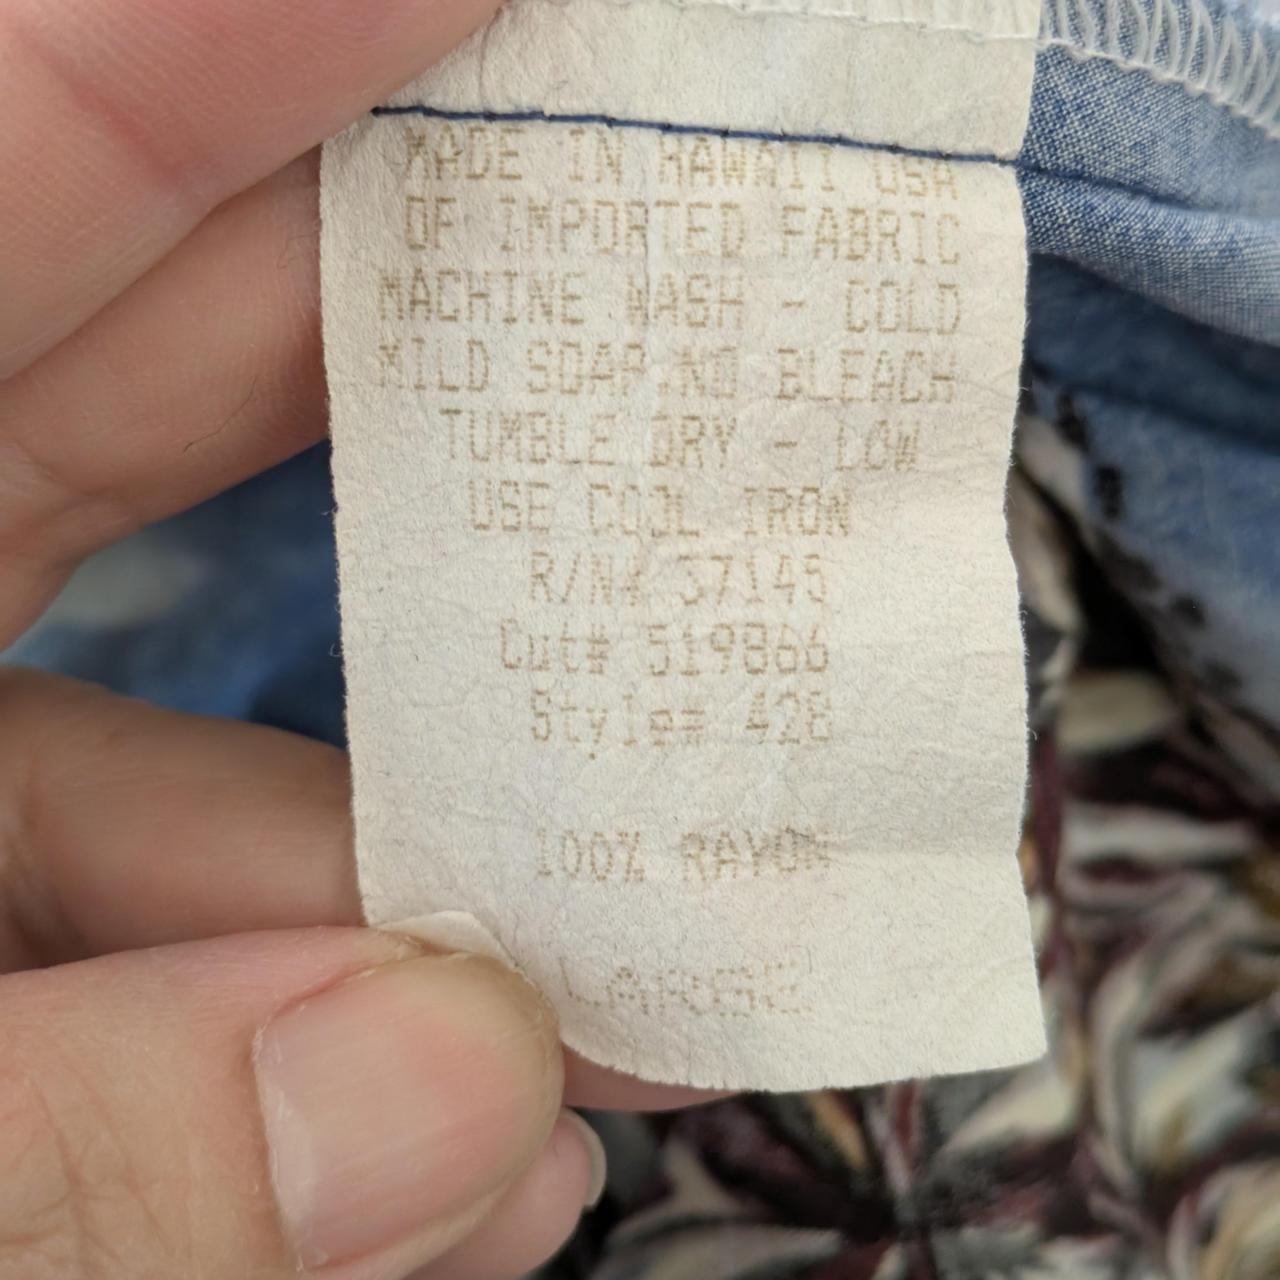 MADE IN HAWAII USA
OF IMPORTED FABRIC
MACHINE WASH - COLD
MILD SOAP NO BLEACH
TUMBLE DRY - LOW
USE COOL IRON
R/N# 37145
Cut# 519866
Style# 428
100% RAYON
LARGE